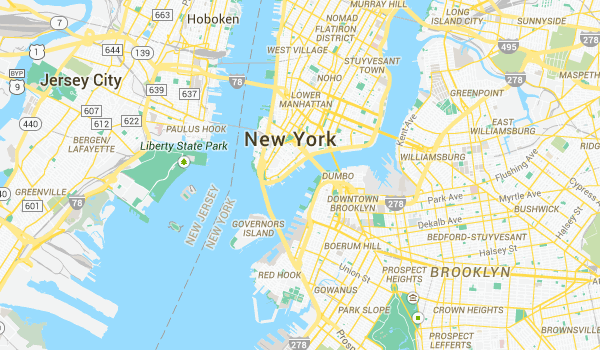 MURRAY HILL
Hoboken
NOMAD
FLATIRON
DISTRICT
LONG
ISLAND CITY
SUNNYSIDE
7
1
644
139
WEST VILLAGE
STUYVESANT
TOWN
495
278
BYP
9
Jersey City
78
NOHO
MASPETH
639
637
LOWER
MANHATTAN
GREENPOINT
440
607
612
622
PAULUS HOOK
New York
Kent Ave
EAST
WILLIAMSBURG
BERGEN/
LAFAYETTE
Liberty State Park
WILLIAMSBURG
Flushing Ave
DUMBO
GREENVILLE
601
78
NEW JERSEY
NEW YORK
DOWNTOWN
BROOKLYN
278
Park Ave
Myrtle Ave
BUSHWICK
Cypress
Halsey St
GOVERNORS
ISLAND
Dekalb Ave
BEDFORD-STUYVESANT
BOERUM HILL
Halsey St
RED HOOK
Union St
PROSPECT
HEIGHTS
BROOKLYN
GOWANUS
PARK SLOPE
CROWN HEIGHTS
BROWNSVILLE
PROSPECT
LEFFERTS